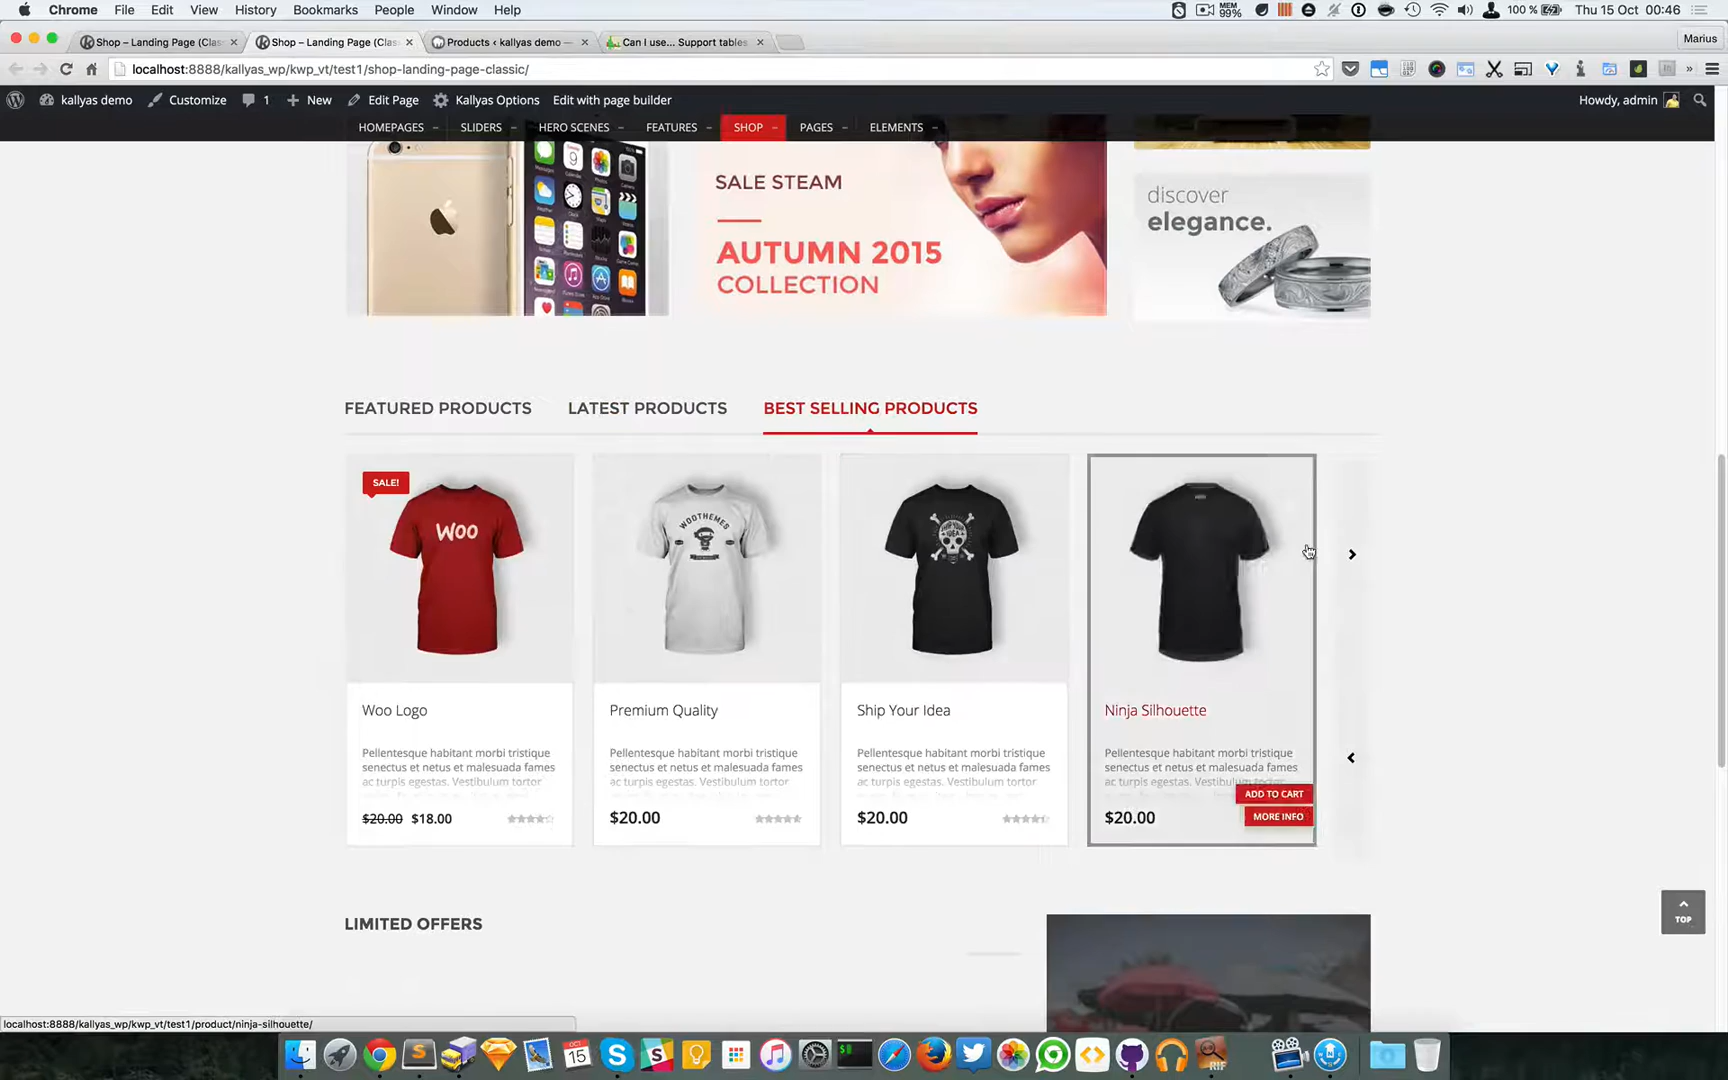 Chrome File Edit View History Bookmarks People Window Help MEM 99% 100 % Thu 15 Oct 00:46
Shop – Landing Page (Clas Shop – Landing Page (Clas Products ‹ kallyas demo — Can I use... Support tables Marius
localhost:8888/kallyas_wp/kwp_vt/test1/shop-landing-page-classic/
kallyas demo Customize 1 New Edit Page Kallyas Options Edit with page builder Howdy, admin
HOMEPAGES SLIDERS HERO SCENES FEATURES SHOP PAGES ELEMENTS
SALE STEAM
AUTUMN 2015
COLLECTION
discover
elegance.
FEATURED PRODUCTS LATEST PRODUCTS BEST SELLING PRODUCTS
SALE!
WOO
WOOTHEMES
SHIP YOUR
IDEA
Woo Logo Premium Quality Ship Your Idea Ninja Silhouette
Pellentesque habitant morbi tristique Pellentesque habitant morbi tristique Pellentesque habitant morbi tristique Pellentesque habitant morbi tristique
senectus et netus et malesuada fames senectus et netus et malesuada fames senectus et netus et malesuada fames senectus et netus et malesuada fames
ac turpis egestas. Vestibulum tortor ac turpis egestas. Vestibulum tortor ac turpis egestas. Vestibulum tortor ac turpis egestas. Vestibulum tortor
ADD TO CART
$20.00 $18.00 $20.00 $20.00 $20.00 MORE INFO
LIMITED OFFERS
TOP
localhost:8888/kallyas_wp/kwp_vt/test1/product/ninja-silhouette/